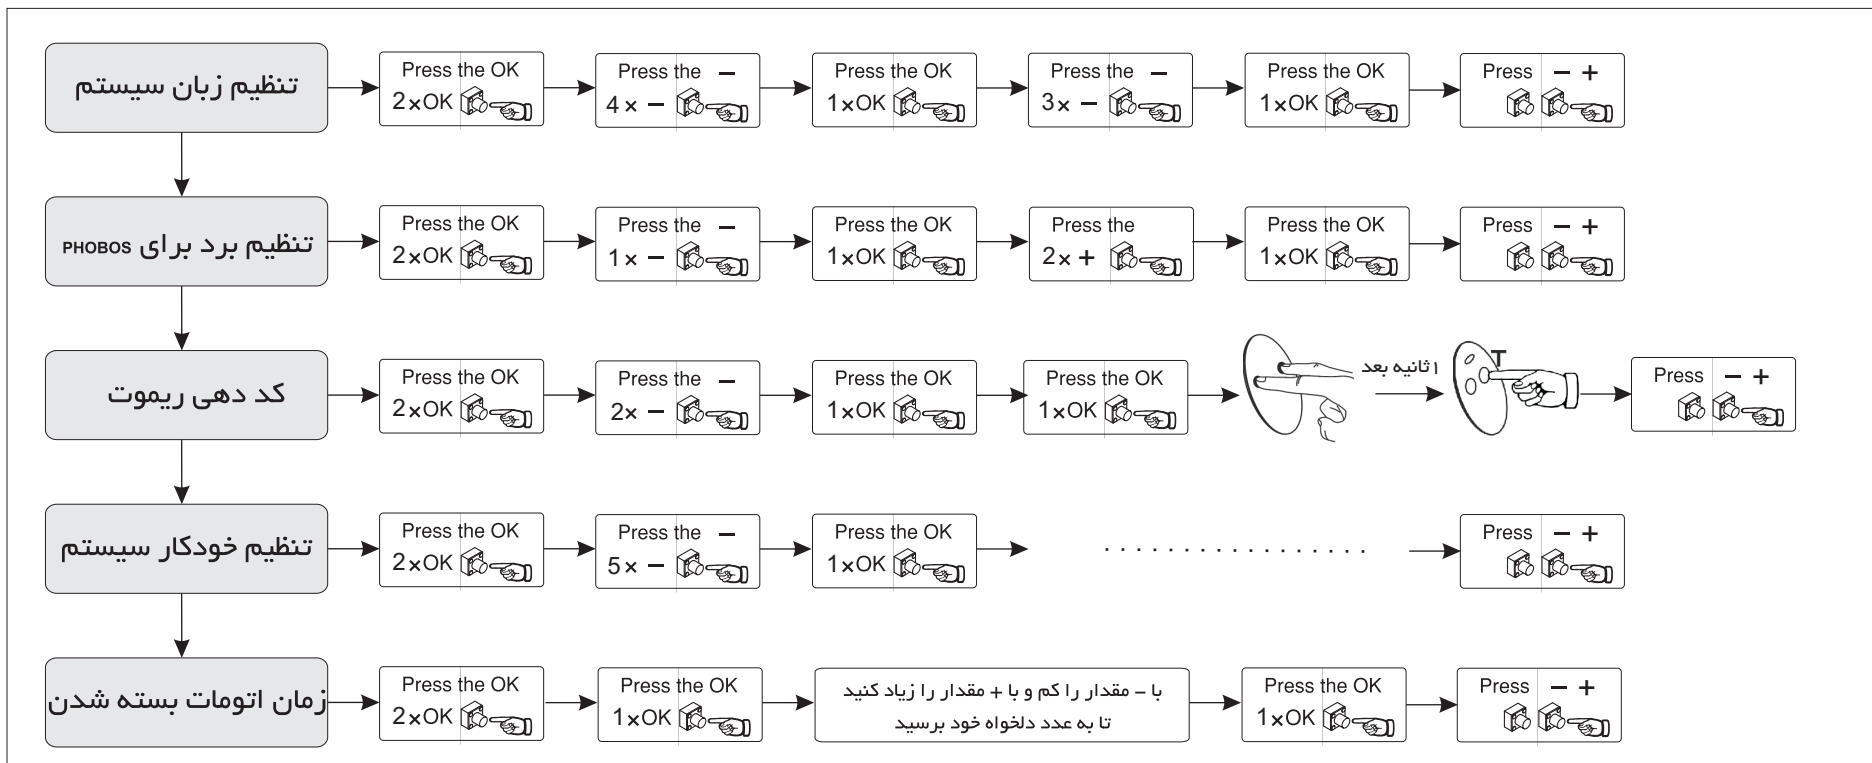 تنظیم زبان سیستم
Press the OK
2×OK
Press the –
4× –
Press the OK
1×OK
Press the –
3× –
Press the OK
1×OK
Press – +
تنظیم برد برای PHOBOS
Press the OK
2×OK
Press the –
1× –
Press the OK
1×OK
Press the
2× +
Press the OK
1×OK
Press – +
کد دهی ریموت
Press the OK
2×OK
Press the –
2× –
Press the OK
1×OK
Press the OK
1×OK
۱ ثانیه بعد
T
Press – +
تنظیم خودکار سیستم
Press the OK
2×OK
Press the –
5× –
Press the OK
1×OK
. . . . . . . . . . . . . . . . .
Press – +
زمان اتومات بسته شدن
Press the OK
2×OK
Press the OK
1×OK
با – مقدار را کم و با + مقدار را زیاد کنید
تا به عدد دلخواه خود برسید
Press the OK
1×OK
Press – +